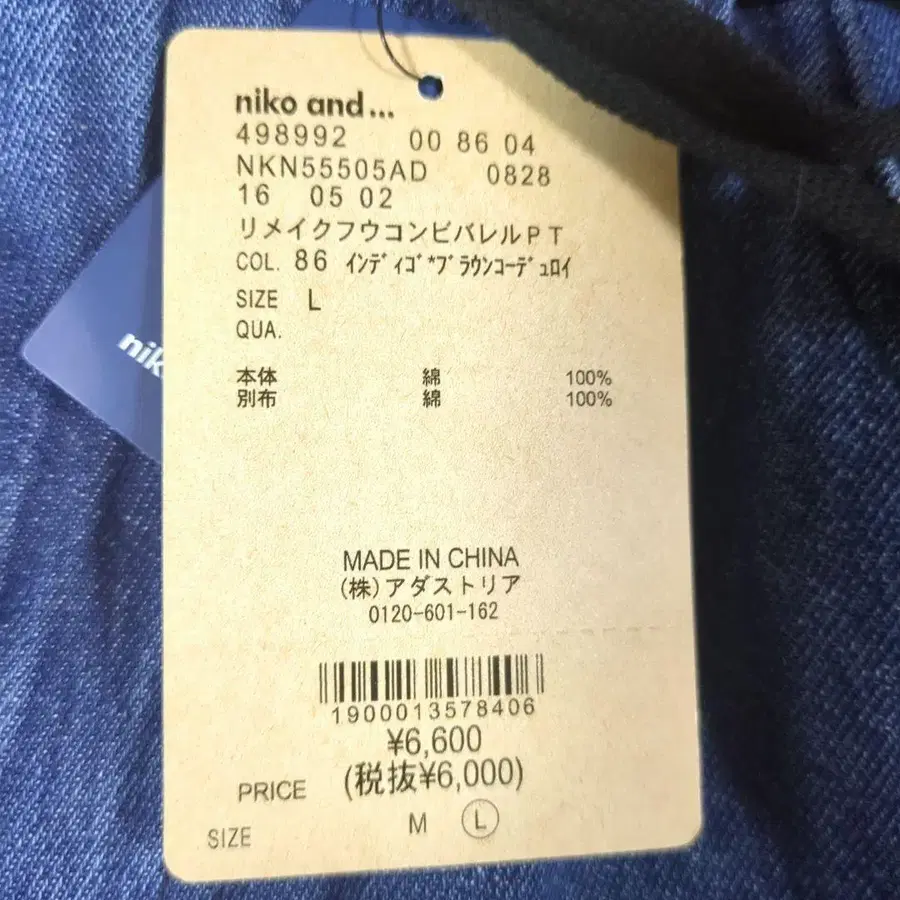 niko and...
498992 00 86 04
NKN55505AD 0828
16 05 02
リメイクフウコンビバレルPT
COL. 86 ｲﾝﾃﾞｨｺﾞ*ﾌﾞﾗｳﾝｺｰﾃﾞｭﾛｲ
SIZE L
QUA.
本体 綿 100%
別布 綿 100%
MADE IN CHINA
(株)アダストリア
0120-601-162
1900013578406
¥6,600
PRICE (税抜¥6,000)
SIZE M L
nik